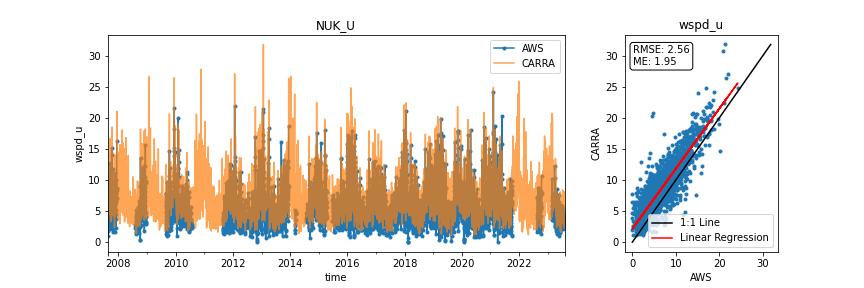 NUK_U
wspd_u
30
25
20
15
10
5
0
2008
2010
2012
2014
2016
2018
2020
2022
time
AWS
CARRA
wspd_u
CARRA
30
25
20
15
10
5
0
0
10
20
30
AWS
RMSE: 2.56
ME: 1.95
1:1 Line
Linear Regression